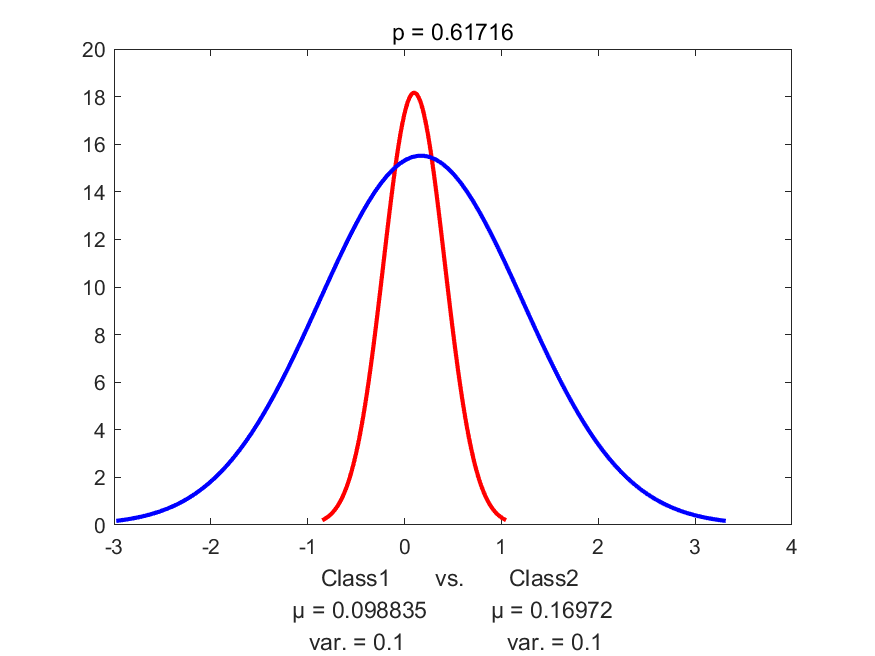 p = 0.61716
20
18
16
14
12
10
8
6
4
2
0
-3 -2 -1 0 1 2 3 4
Class1 vs. Class2
μ = 0.098835 μ = 0.16972
var. = 0.1 var. = 0.1